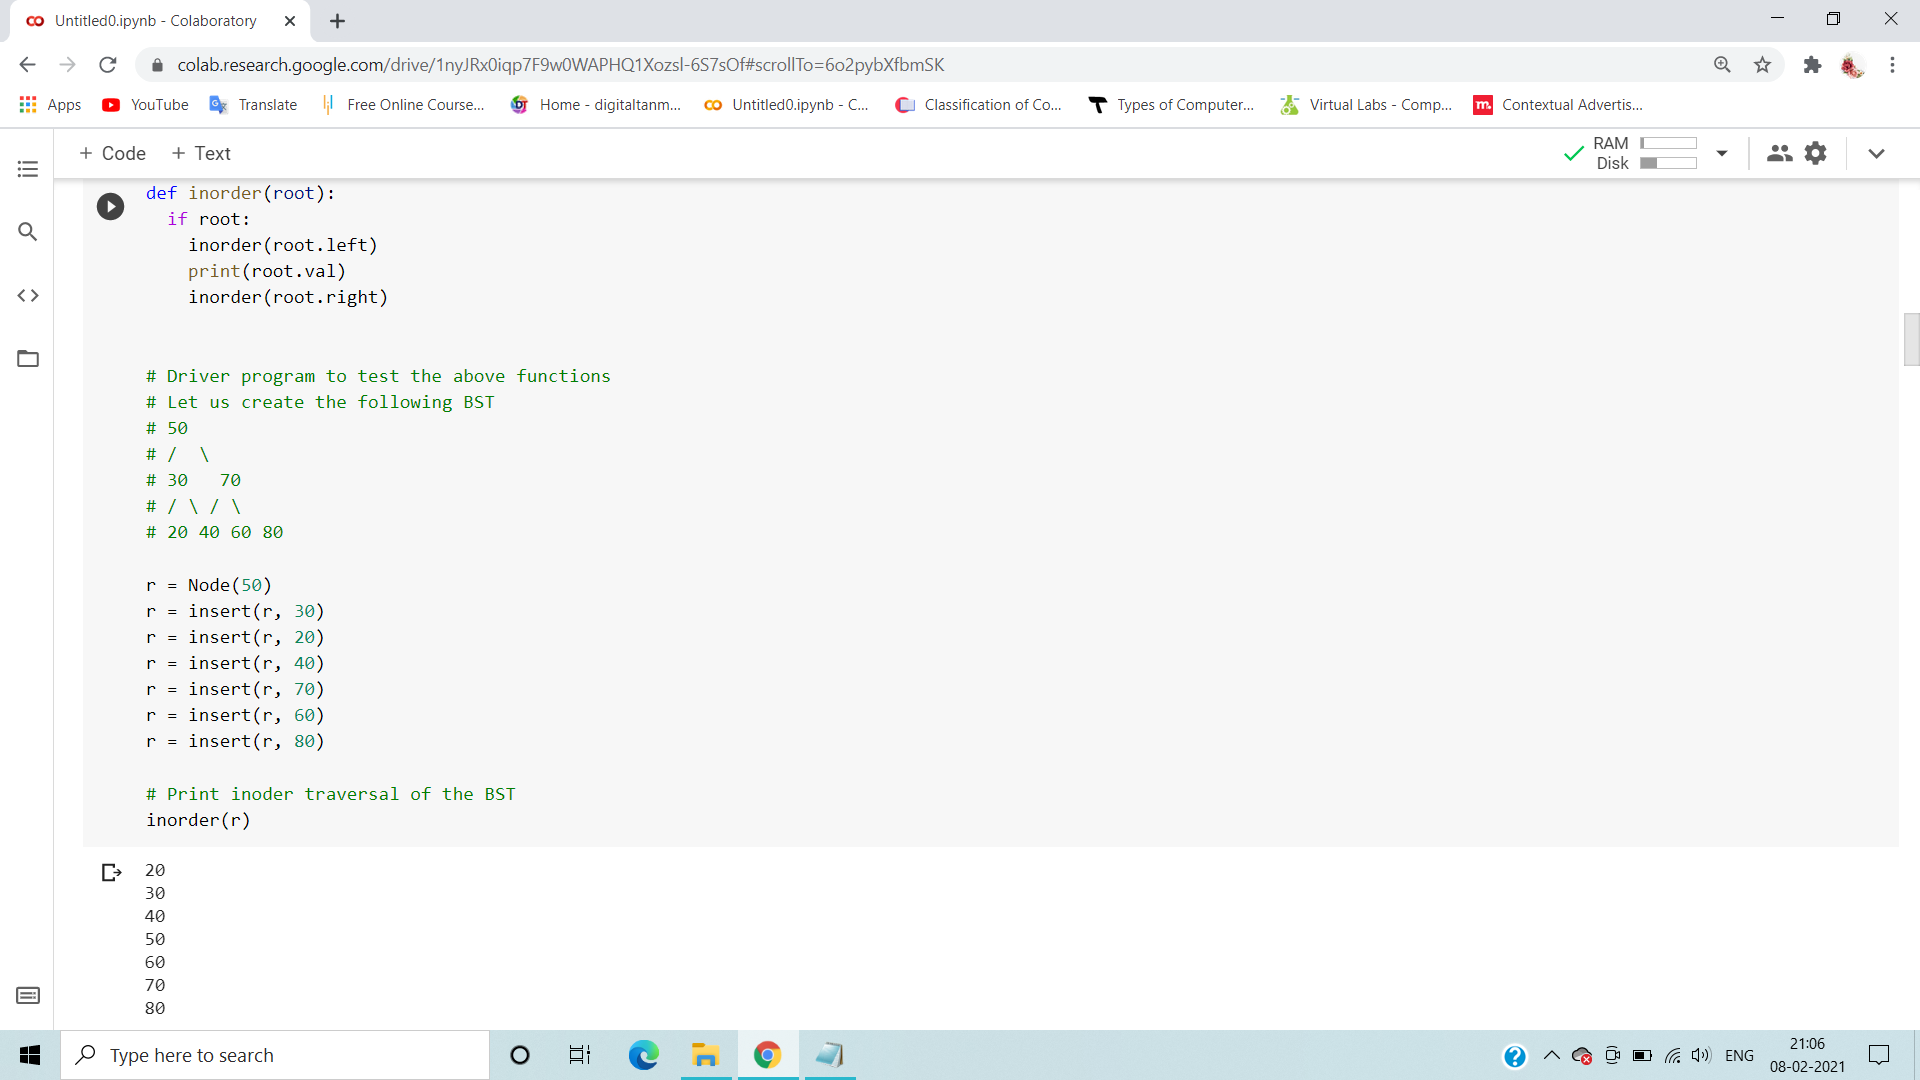 Untitled0.ipynb - Colaboratory
colab.research.google.com/drive/1nyJRx0iqp7F9w0WAPHQ1Xozsl-6S7sOf#scrollTo=6o2pybXfbmSK
Apps YouTube Translate Free Online Course... Home - digitaltanm... Untitled0.ipynb - C... Classification of Co... Types of Computer... Virtual Labs - Comp... Contextual Advertis...
+ Code + Text RAM
Disk
def inorder(root):
  if root:
    inorder(root.left)
    print(root.val)
    inorder(root.right)
# Driver program to test the above functions
# Let us create the following BST
# 50
# /  \
# 30   70
# / \ / \
# 20 40 60 80
r = Node(50)
r = insert(r, 30)
r = insert(r, 20)
r = insert(r, 40)
r = insert(r, 70)
r = insert(r, 60)
r = insert(r, 80)
# Print inoder traversal of the BST
inorder(r)
20
30
40
50
60
70
80
Type here to search
ENG
21:06
08-02-2021